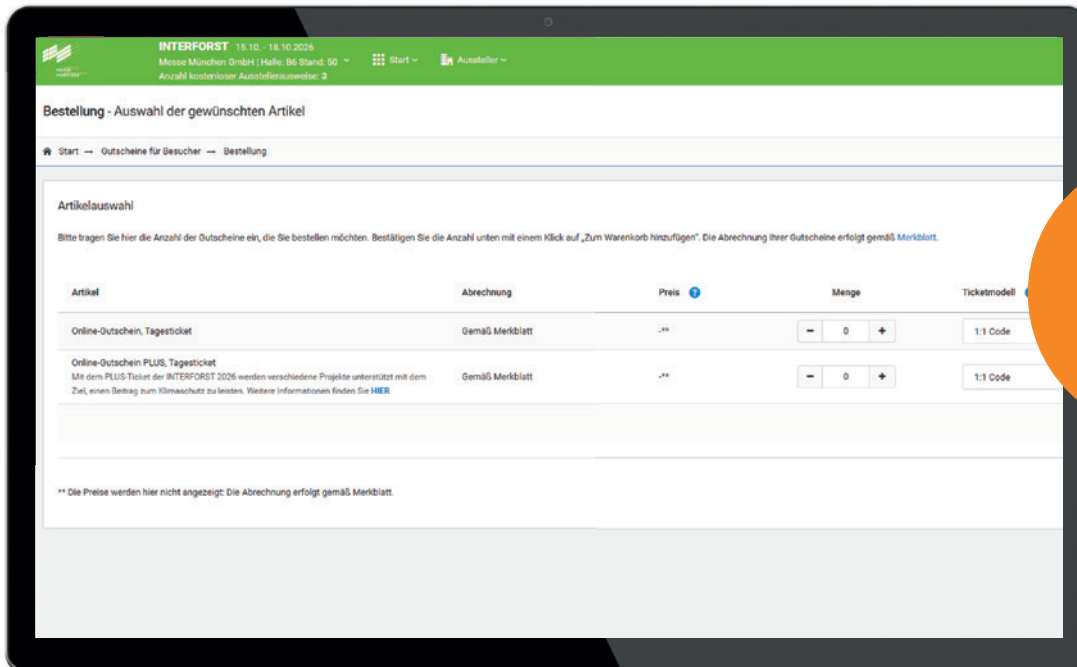 INTERFORST 15.10. - 18.10.2026
Messe München GmbH | Halle: B6 Stand: 50
Anzahl kostenloser Ausstellerausweise: 3
Start
Aussteller
Bestellung - Auswahl der gewünschten Artikel
Start → Gutscheine für Besucher → Bestellung
Artikelauswahl
Bitte tragen Sie hier die Anzahl der Gutscheine ein, die Sie bestellen möchten. Bestätigen Sie die Anzahl unten mit einem Klick auf „Zum Warenkorb hinzufügen“. Die Abrechnung Ihrer Gutscheine erfolgt gemäß Merkblatt.
Artikel Abrechnung Preis ? Menge Ticketmodell
Online-Gutschein, Tagesticket Gemäß Merkblatt -.** − 0 + 1:1 Code
Online-Gutschein PLUS, Tagesticket
Mit dem PLUS-Ticket der INTERFORST 2026 werden verschiedene Projekte unterstützt mit dem Gemäß Merkblatt -.** − 0 + 1:1 Code
Ziel, einen Beitrag zum Klimaschutz zu leisten. Weitere Informationen finden Sie HIER
** Die Preise werden hier nicht angezeigt: Die Abrechnung erfolgt gemäß Merkblatt.